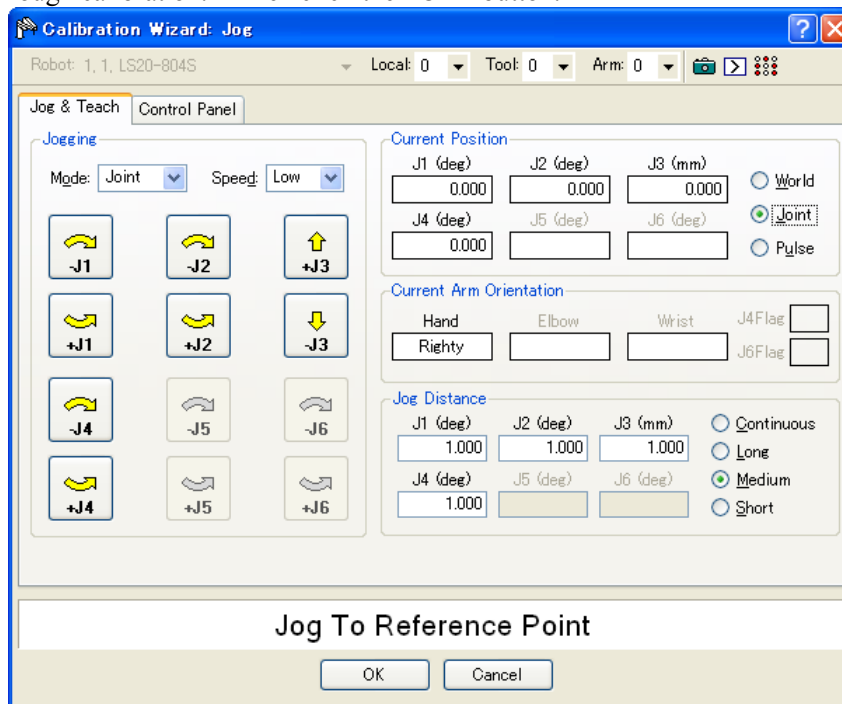 Calibration Wizard: Jog
Robot: 1, 1, LS20-804S Local: 0 Tool: 0 Arm: 0
Jog & Teach Control Panel
Jogging
Mode: Joint Speed: Low
-J1 -J2 +J3
+J1 +J2 -J3
-J4 -J5 -J6
+J4 +J5 +J6
Current Position
J1 (deg) J2 (deg) J3 (mm)
0.000 0.000 0.000
J4 (deg) J5 (deg) J6 (deg)
0.000
World
Joint
Pulse
Current Arm Orientation
Hand Elbow Wrist J4Flag
Righty J6Flag
Jog Distance
J1 (deg) J2 (deg) J3 (mm)
1.000 1.000 1.000
J4 (deg) J5 (deg) J6 (deg)
1.000
Continuous
Long
Medium
Short
Jog To Reference Point
OK Cancel